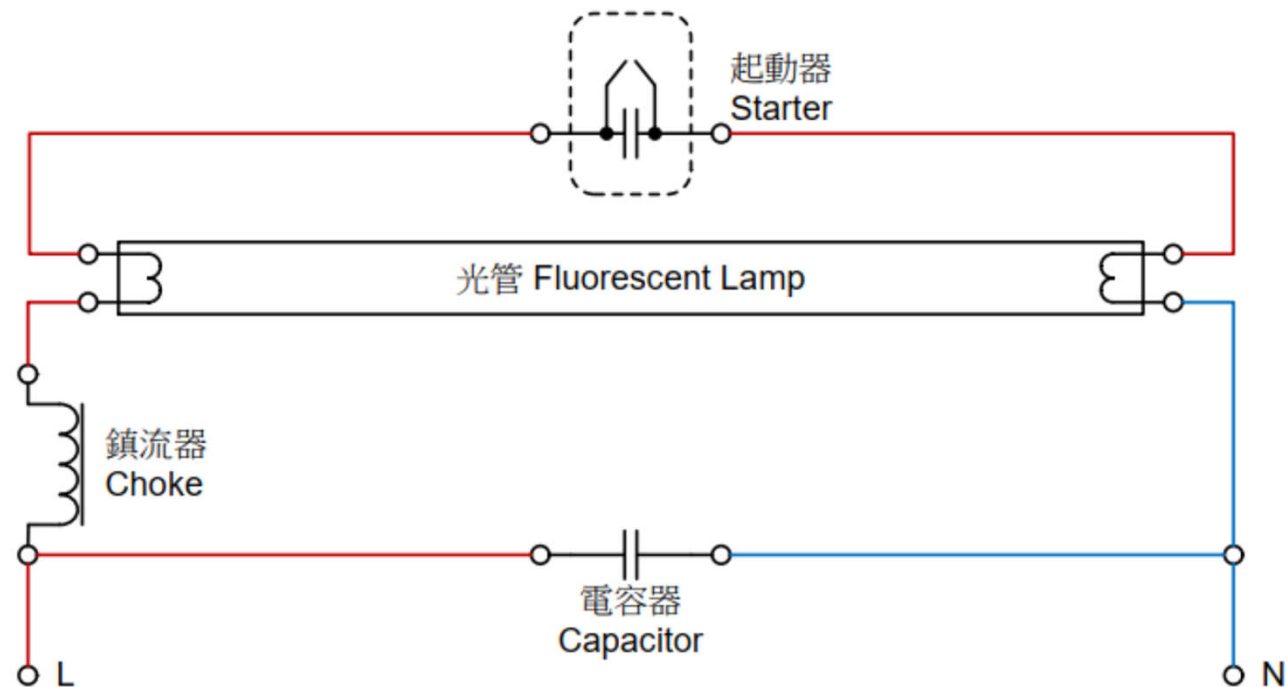 起動器
Starter
光管 Fluorescent Lamp
鎮流器
Choke
電容器
Capacitor
L
N